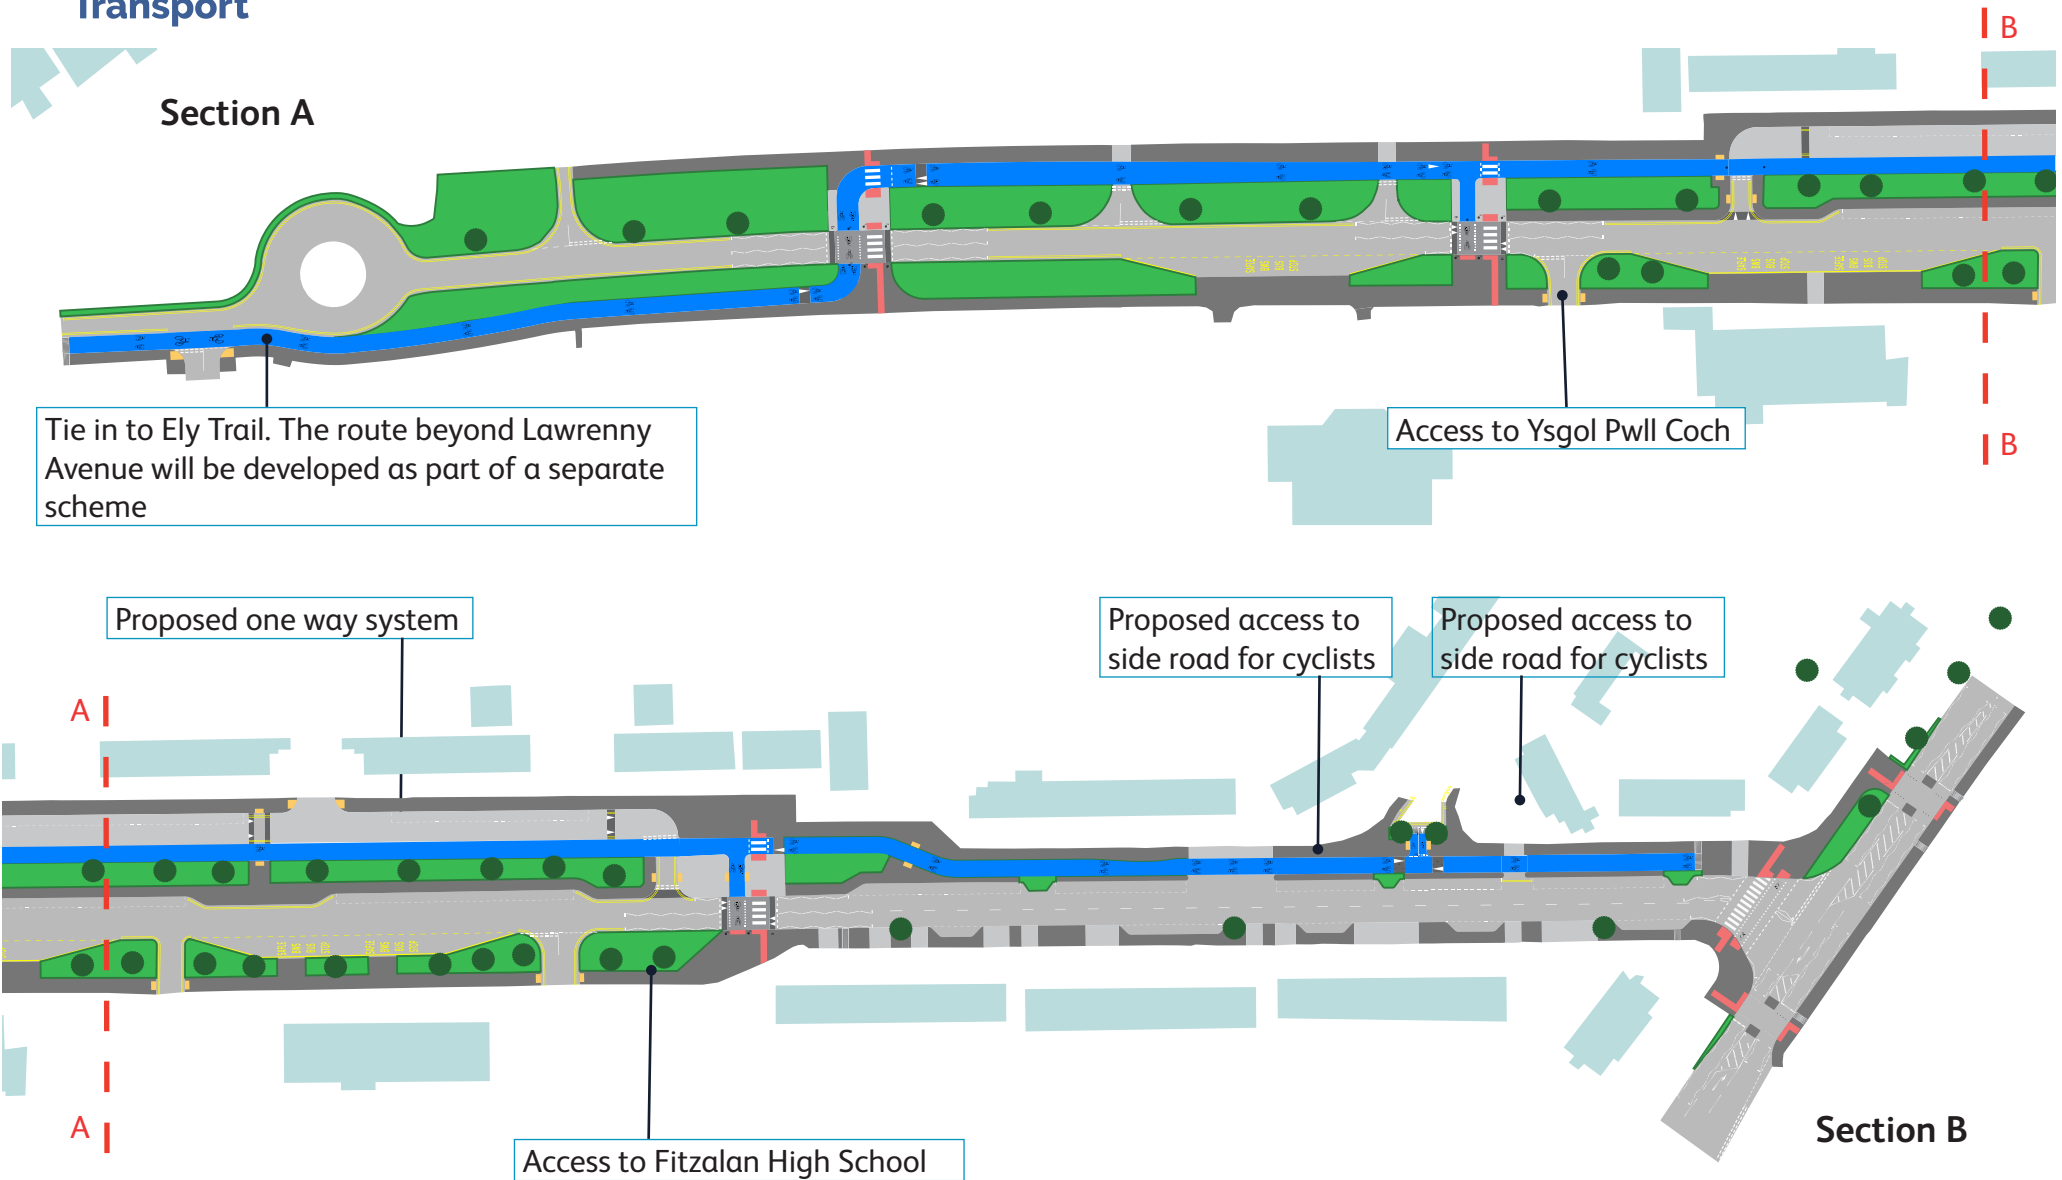 Transport
B
Section A
Tie in to Ely Trail. The route beyond Lawrenny
Avenue will be developed as part of a separate
scheme
Access to Ysgol Pwll Coch
B
Proposed one way system
Proposed access to
side road for cyclists
Proposed access to
side road for cyclists
A
A
Section B
Access to Fitzalan High School